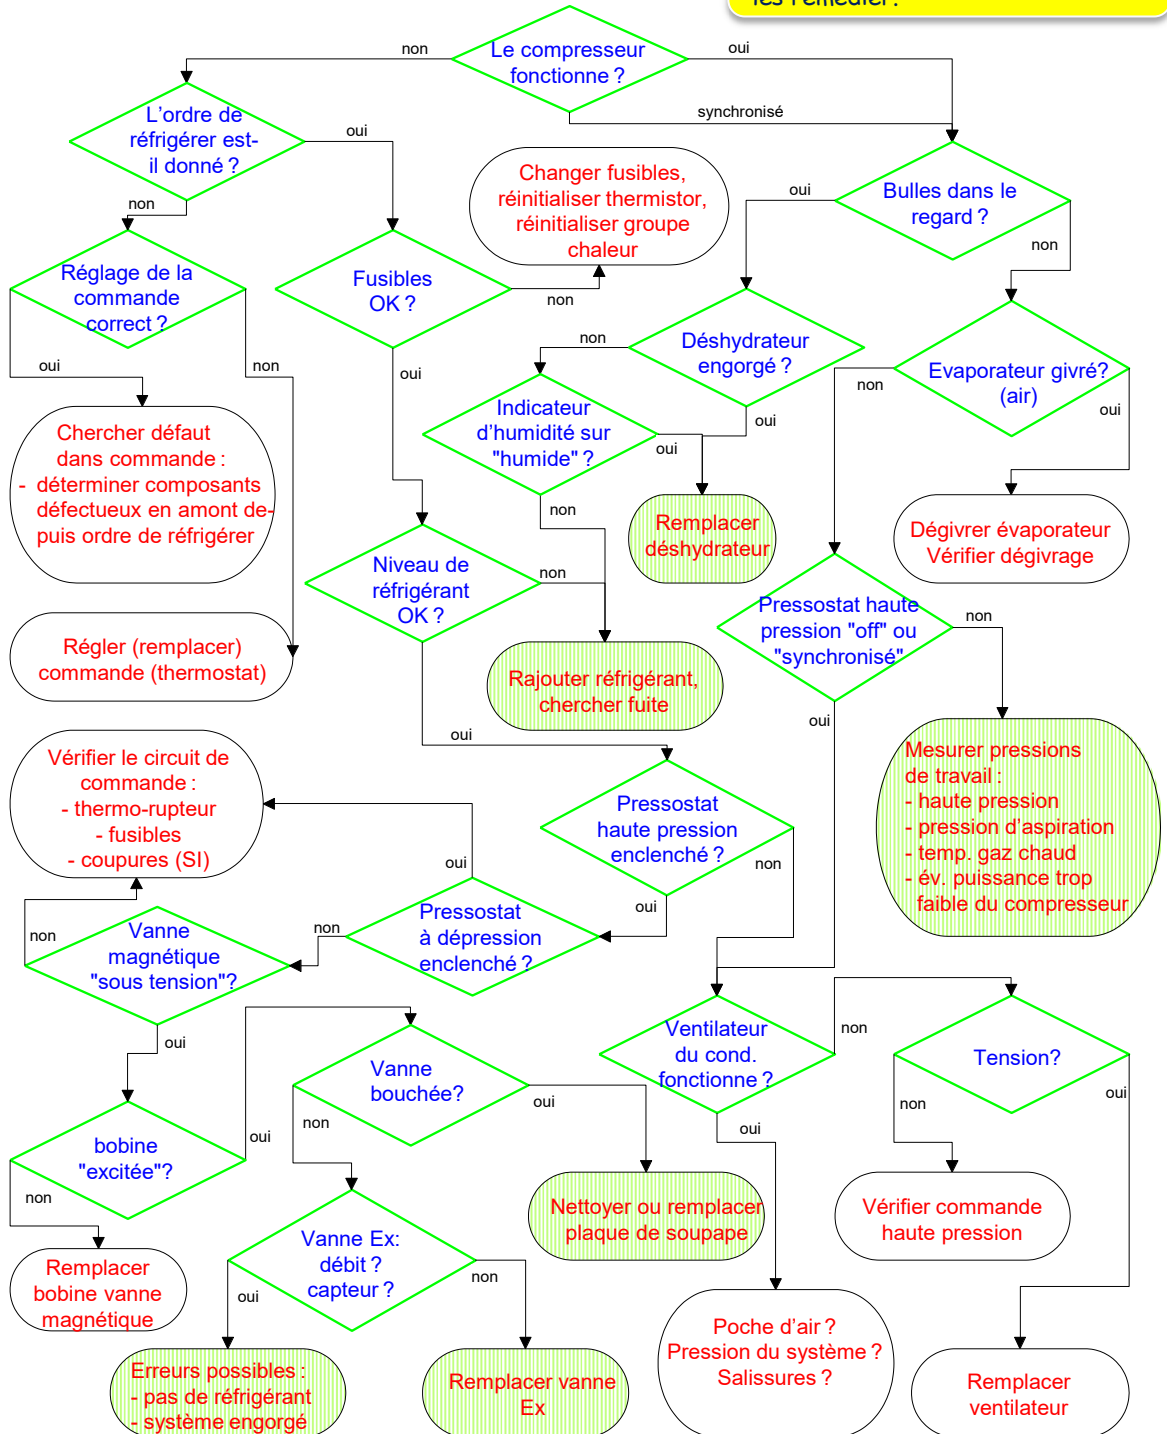 les remédier.
non
Le compresseur
fonctionne ?
oui
synchronisé
L'ordre de
réfrigérer est-
il donné ?
oui
non
Changer fusibles,
réinitialiser thermistor,
réinitialiser groupe
chaleur
oui
Bulles dans le
regard ?
non
Réglage de la
commande
correct ?
oui
non
Fusibles
OK ?
non
oui
non
Déshydrateur
engorgé ?
oui
Evaporateur givré?
(air)
non
oui
Indicateur
d'humidité sur
"humide" ?
oui
non
Chercher défaut
dans commande :
- déterminer composants
défectueux en amont de-
puis ordre de réfrigérer
Remplacer
déshydrateur
Dégivrer évaporateur
Vérifier dégivrage
Niveau de
réfrigérant
OK ?
non
oui
Pressostat haute
pression "off" ou
"synchronisé"
non
oui
Régler (remplacer)
commande (thermostat)
Rajouter réfrigérant,
chercher fuite
Vérifier le circuit de
commande :
- thermo-rupteur
- fusibles
- coupures (SI)
Pressostat
haute pression
enclenché ?
non
oui
Mesurer pressions
de travail :
- haute pression
- pression d'aspiration
- temp. gaz chaud
- év. puissance trop
faible du compresseur
oui
Pressostat
à dépression
enclenché ?
non
Vanne
magnétique
"sous tension"?
non
oui
Ventilateur
du cond.
fonctionne ?
non
oui
Tension?
non
oui
Vanne
bouchée?
oui
non
bobine
"excitée"?
oui
non
Nettoyer ou remplacer
plaque de soupape
Vérifier commande
haute pression
Vanne Ex:
débit ?
capteur ?
non
oui
Remplacer
bobine vanne
magnétique
Poche d'air ?
Pression du système ?
Salissures ?
Erreurs possibles :
- pas de réfrigérant
- système engorgé
Remplacer vanne
Ex
Remplacer
ventilateur